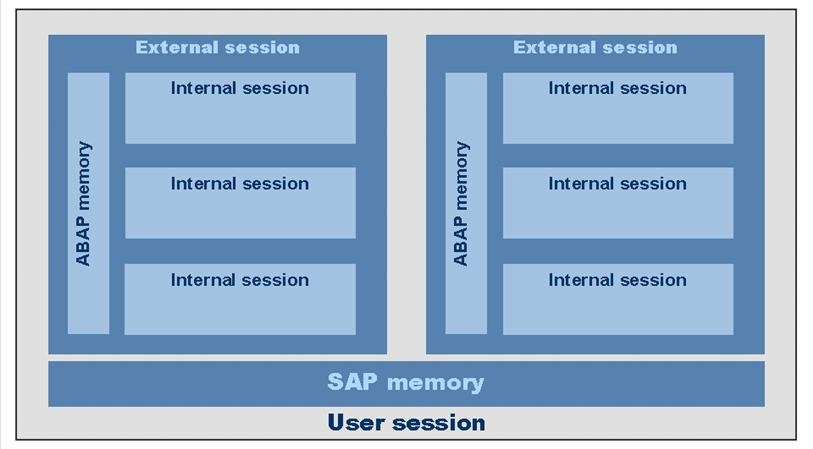 External session
ABAP memory
Internal session
Internal session
Internal session
External session
ABAP memory
Internal session
Internal session
Internal session
SAP memory
User session